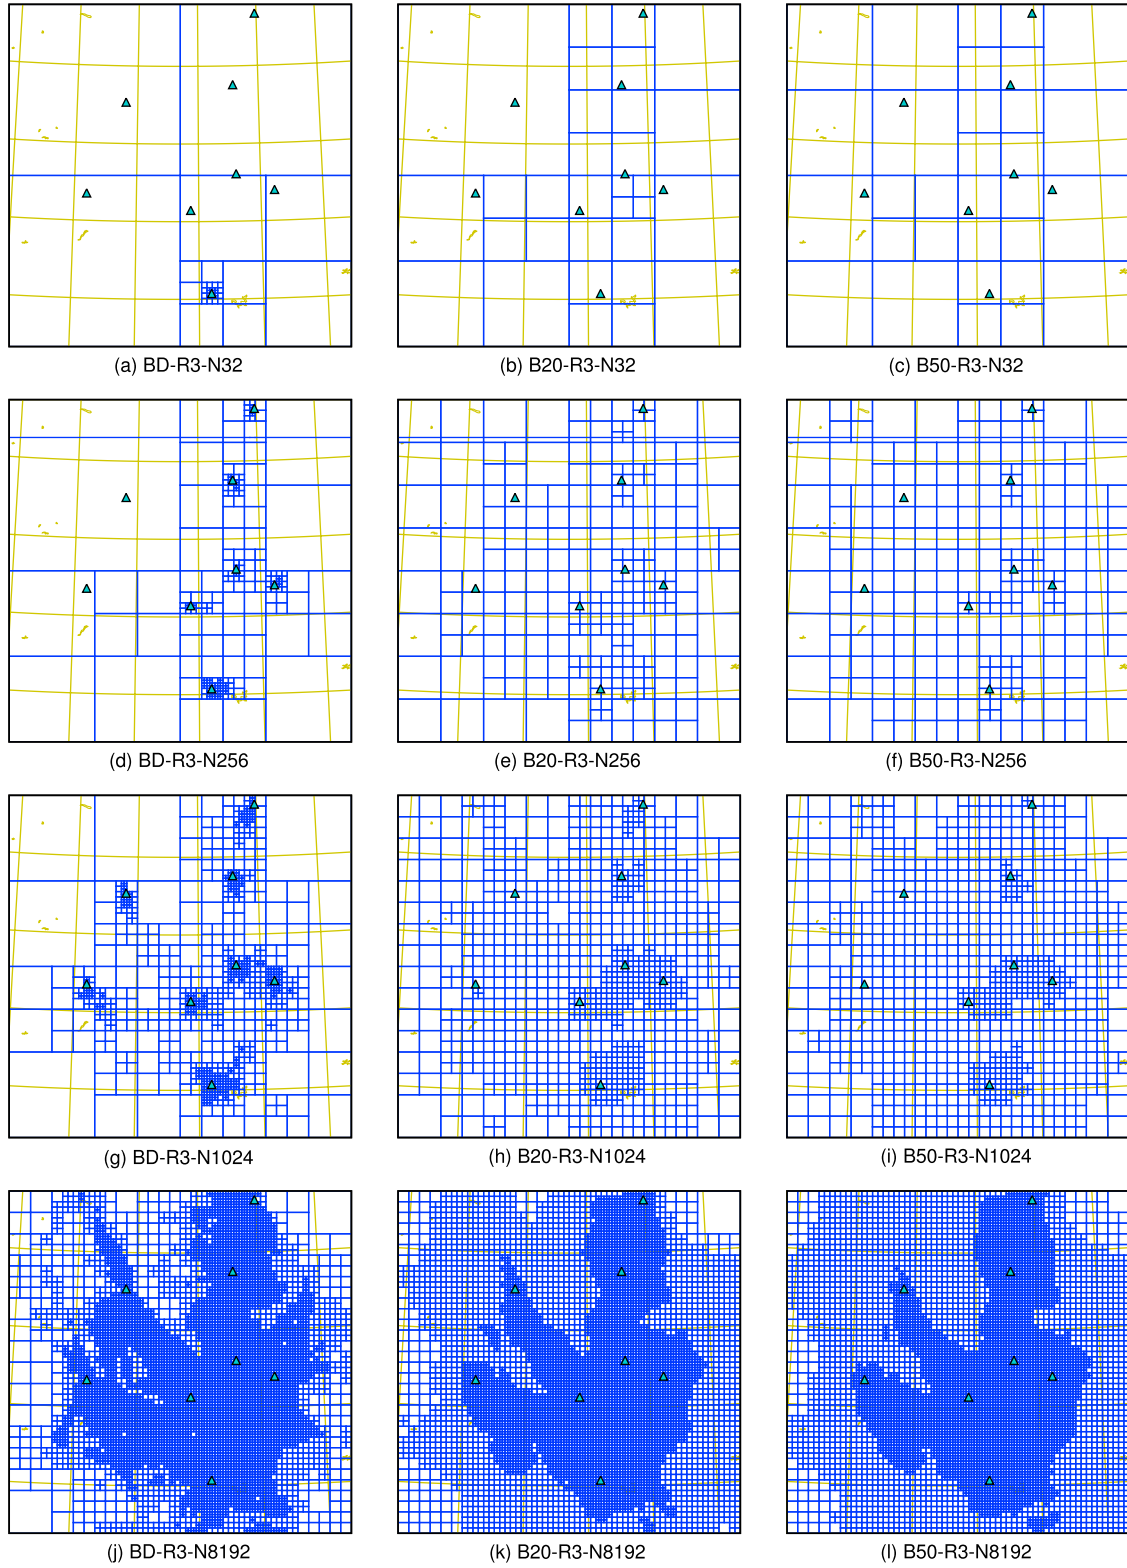 (a) BD-R3-N32
(b) B20-R3-N32
(c) B50-R3-N32
(d) BD-R3-N256
(e) B20-R3-N256
(f) B50-R3-N256
(g) BD-R3-N1024
(h) B20-R3-N1024
(i) B50-R3-N1024
(j) BD-R3-N8192
(k) B20-R3-N8192
(l) B50-R3-N8192